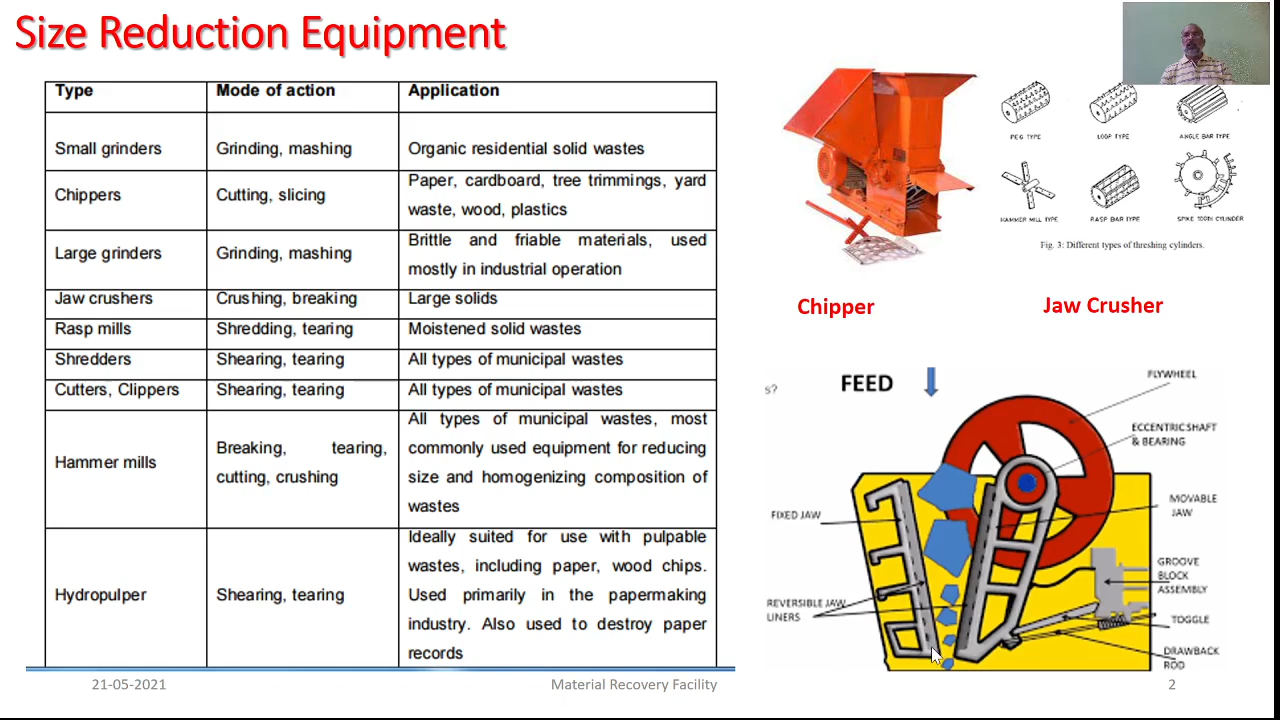 Size Reduction Equipment
Type Mode of action Application
Small grinders Grinding, mashing Organic residential solid wastes
Chippers Cutting, slicing Paper, cardboard, tree trimmings, yard
waste, wood, plastics
Large grinders Grinding, mashing Brittle and friable materials, used
mostly in industrial operation
Jaw crushers Crushing, breaking Large solids
Rasp mills Shredding, tearing Moistened solid wastes
Shredders Shearing, tearing All types of municipal wastes
Cutters, Clippers Shearing, tearing All types of municipal wastes
Hammer mills Breaking, tearing,
cutting, crushing
All types of municipal wastes, most
commonly used equipment for reducing
size and homogenizing composition of
wastes
Hydropulper Shearing, tearing
Ideally suited for use with pulpable
wastes, including paper, wood chips.
Used primarily in the papermaking
industry. Also used to destroy paper
records
PEG TYPE
LOOP TYPE
ANGLE BAR TYPE
HAMMER MILL TYPE
RASP BAR TYPE
SPIKE TOOTH CYLINDER
Fig. 3: Different types of threshing cylinders.
Chipper
Jaw Crusher
s?
FEED
FLYWHEEL
ECCENTRIC SHAFT
& BEARING
FIXED JAW
MOVABLE
JAW
GROOVE
BLOCK
ASSEMBLY
REVERSIBLE JAW
LINERS
TOGGLE
DRAWBACK
ROD
21-05-2021
Material Recovery Facility
2